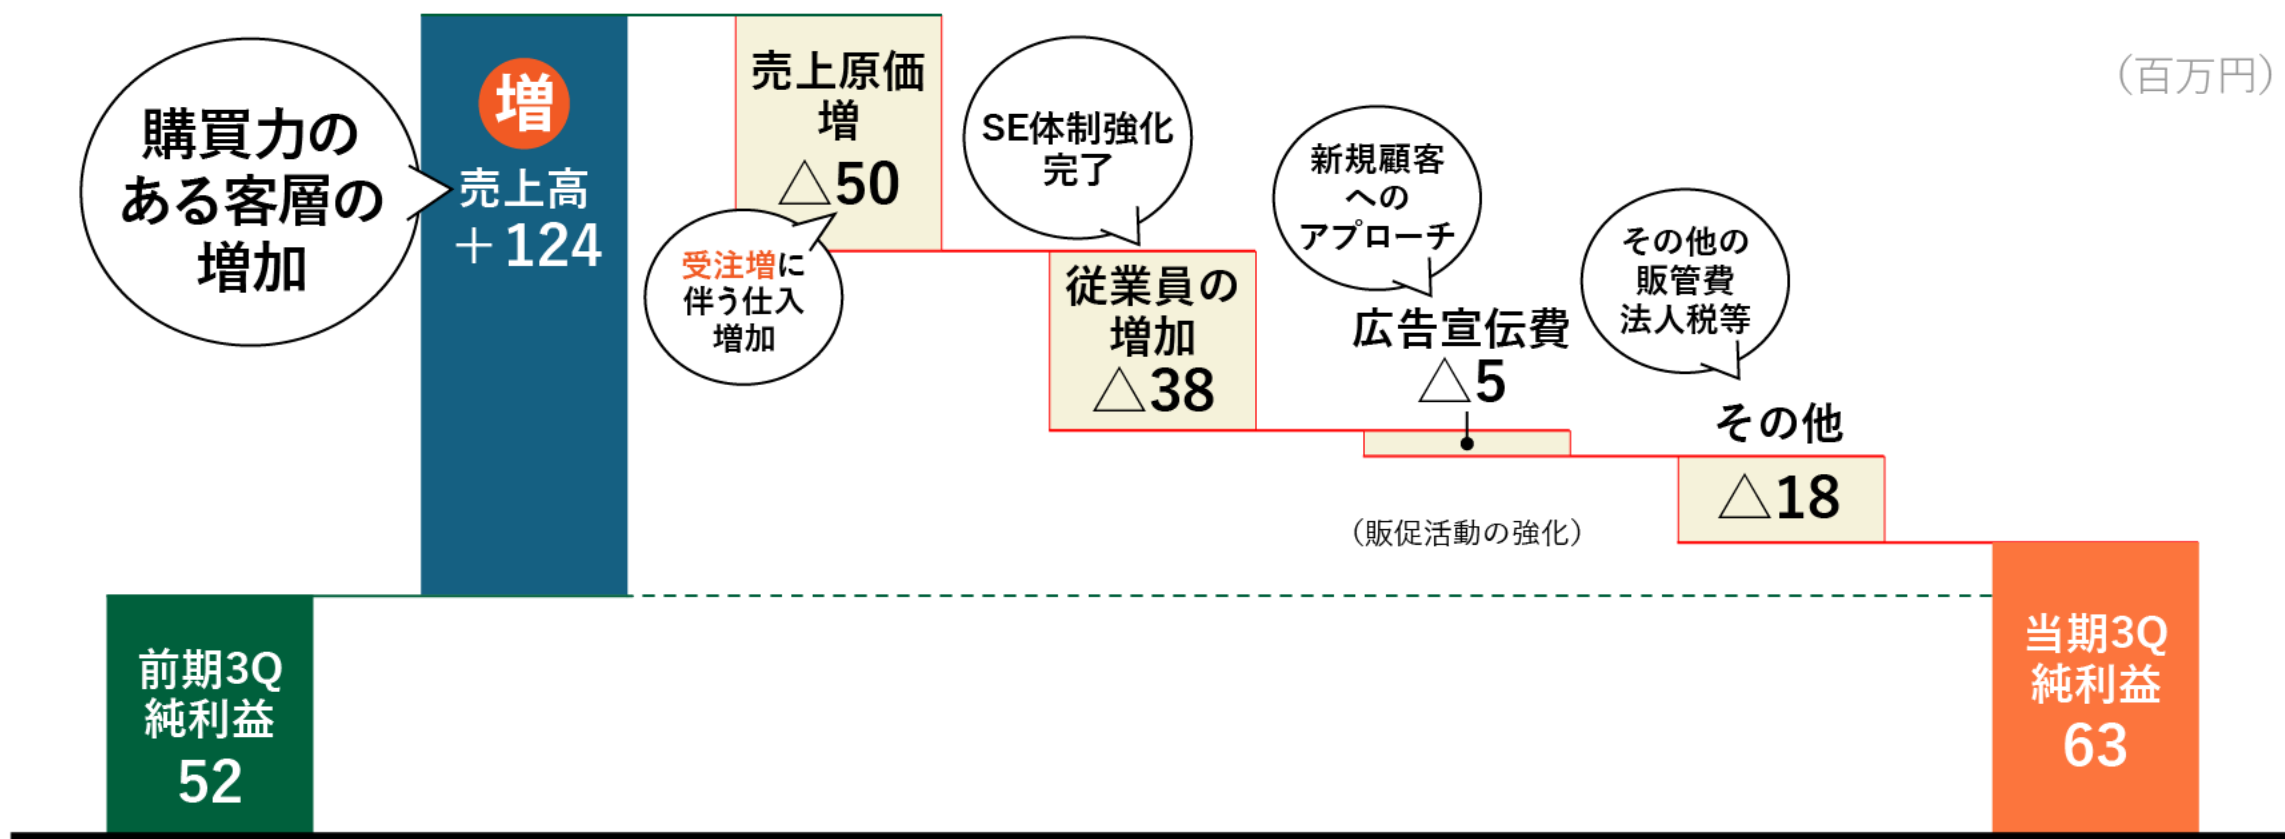 （百万円）
購買力の
ある客層の
増加
増
売上高
＋124
売上原価
増
△50
受注増に
伴う仕入
増加
SE体制強化
完了
従業員の
増加
△38
新規顧客
への
アプローチ
広告宣伝費
△5
（販促活動の強化）
その他の
販管費
法人税等
その他
△18
前期3Q
純利益
52
当期3Q
純利益
63